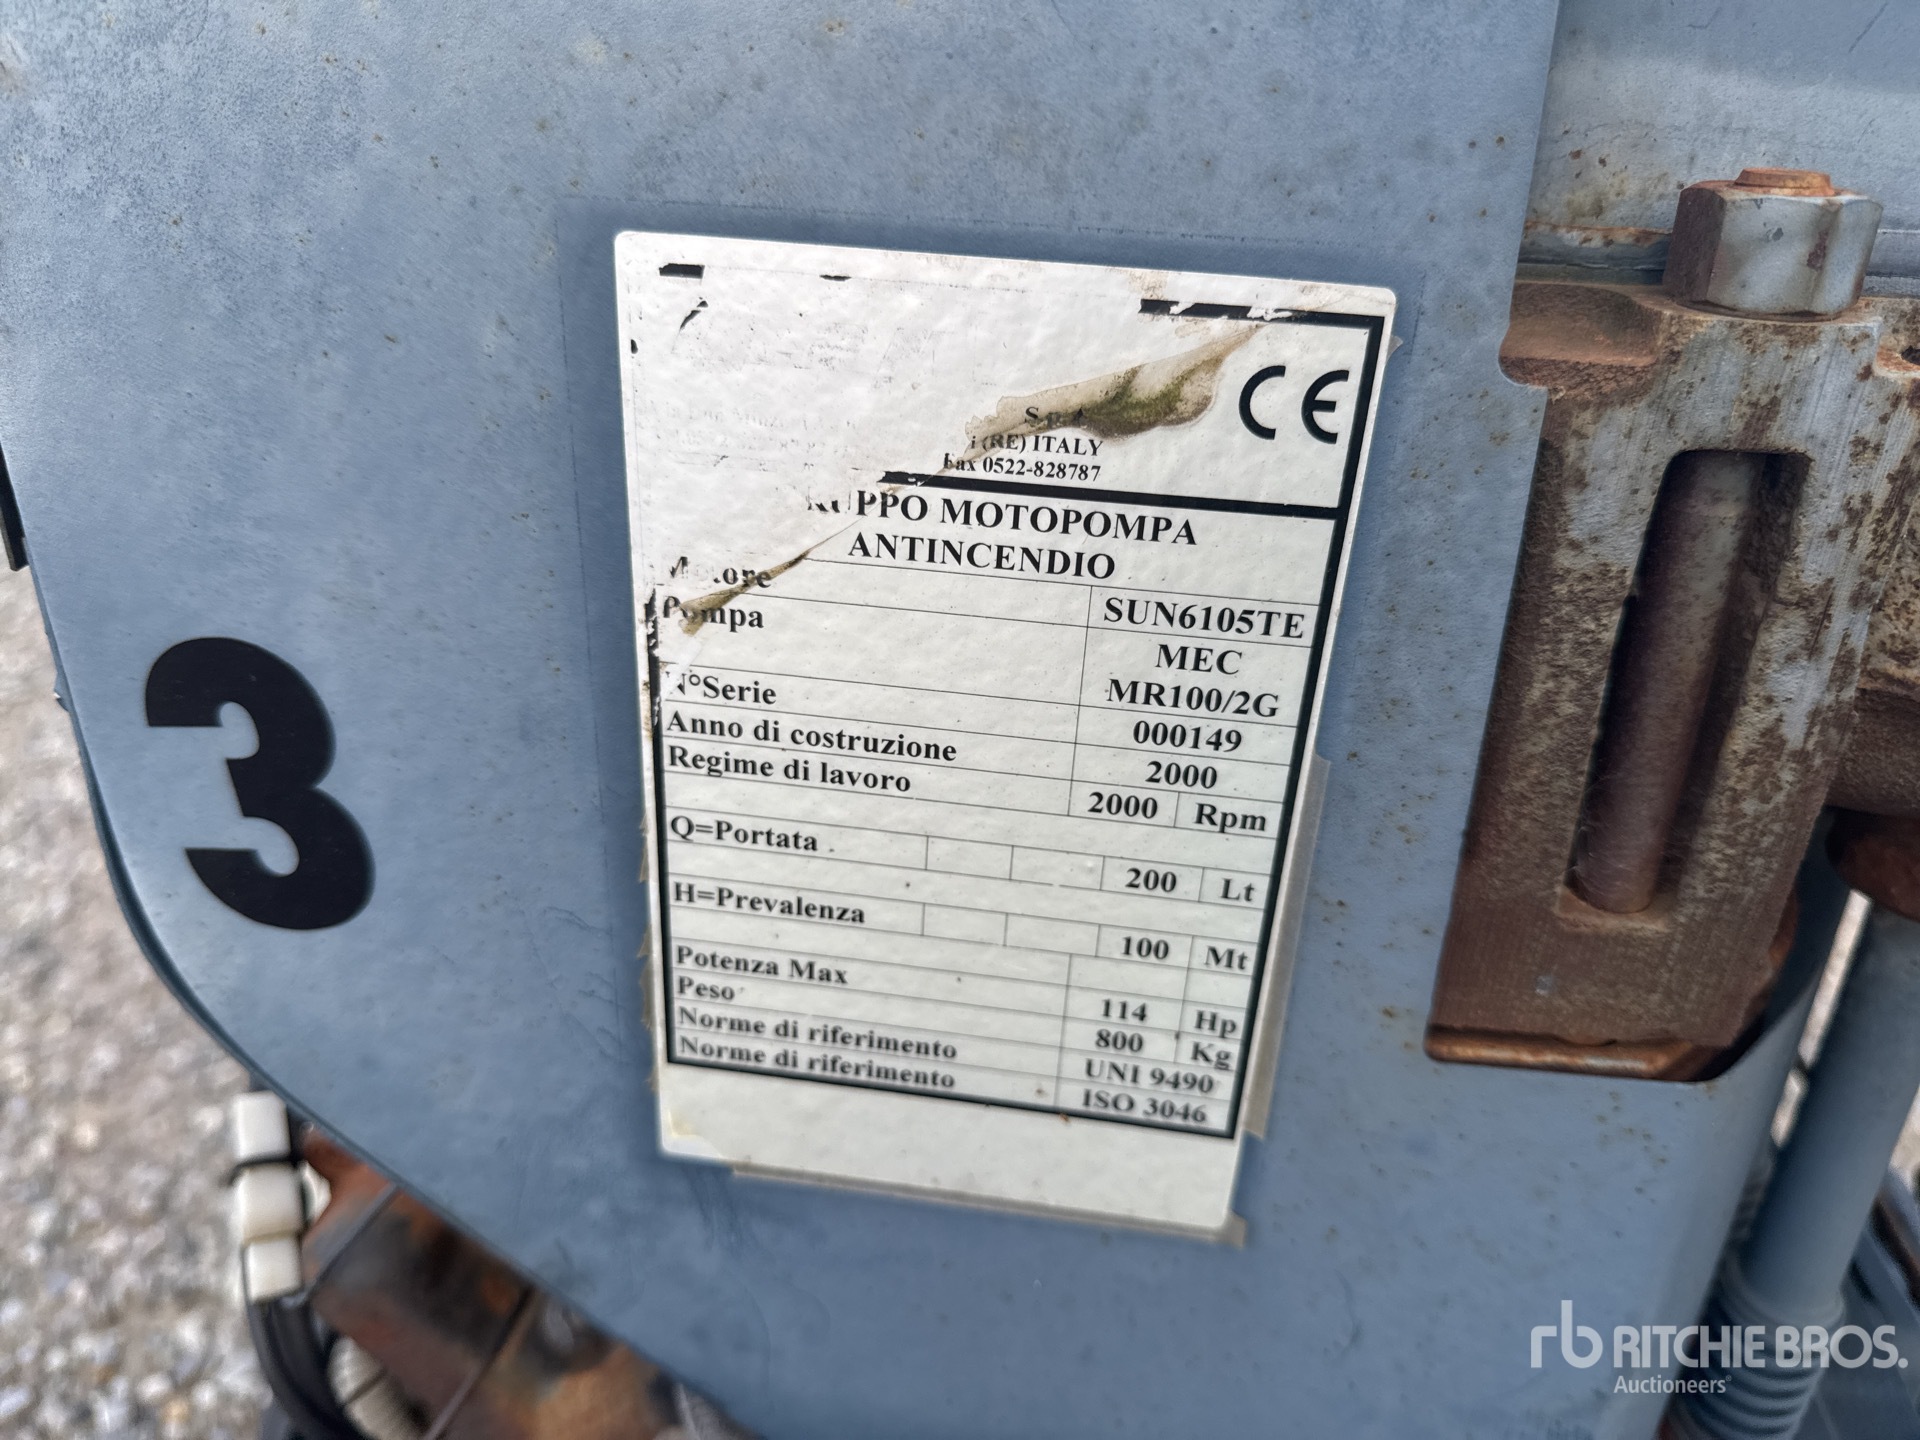 CE
S.p.A
(RE) ITALY
Fax 0522-828787
UPPO MOTOPOMPA
ANTINCENDIO
Motore SUN6105TE
Pompa MEC
MR100/2G
N°Serie 000149
Anno di costruzione 2000
Regime di lavoro 2000 Rpm
Q=Portata 200 Lt
H=Prevalenza 100 Mt
Potenza Max 114 Hp
Peso 800 Kg
Norme di riferimento UNI 9490
Norme di riferimento ISO 3046
3
rb RITCHIE BROS.
Auctioneers